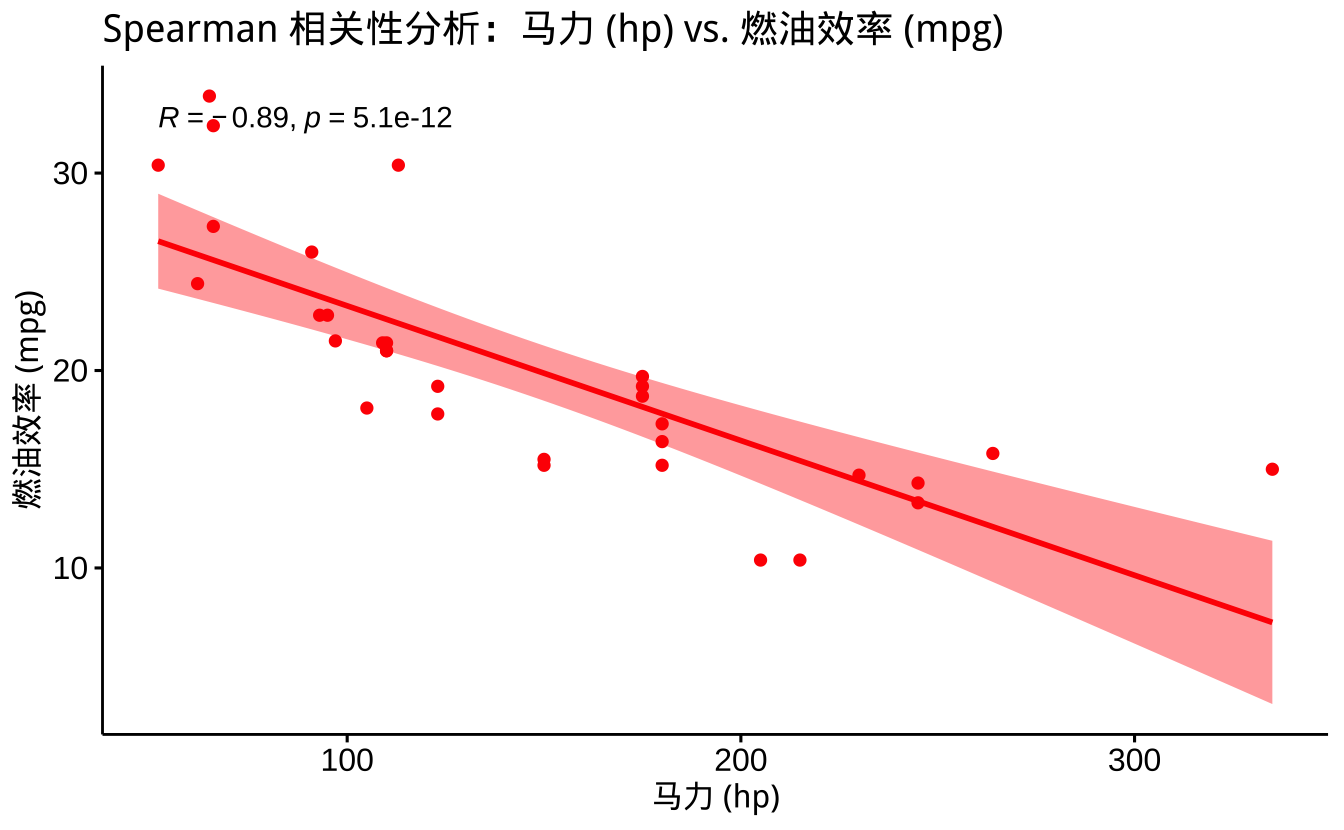 Spearman 相关性分析：马力 (hp) vs. 燃油效率 (mpg)
R = −0.89, p = 5.1e-12
30
20
10
燃油效率 (mpg)
100 200 300
马力 (hp)